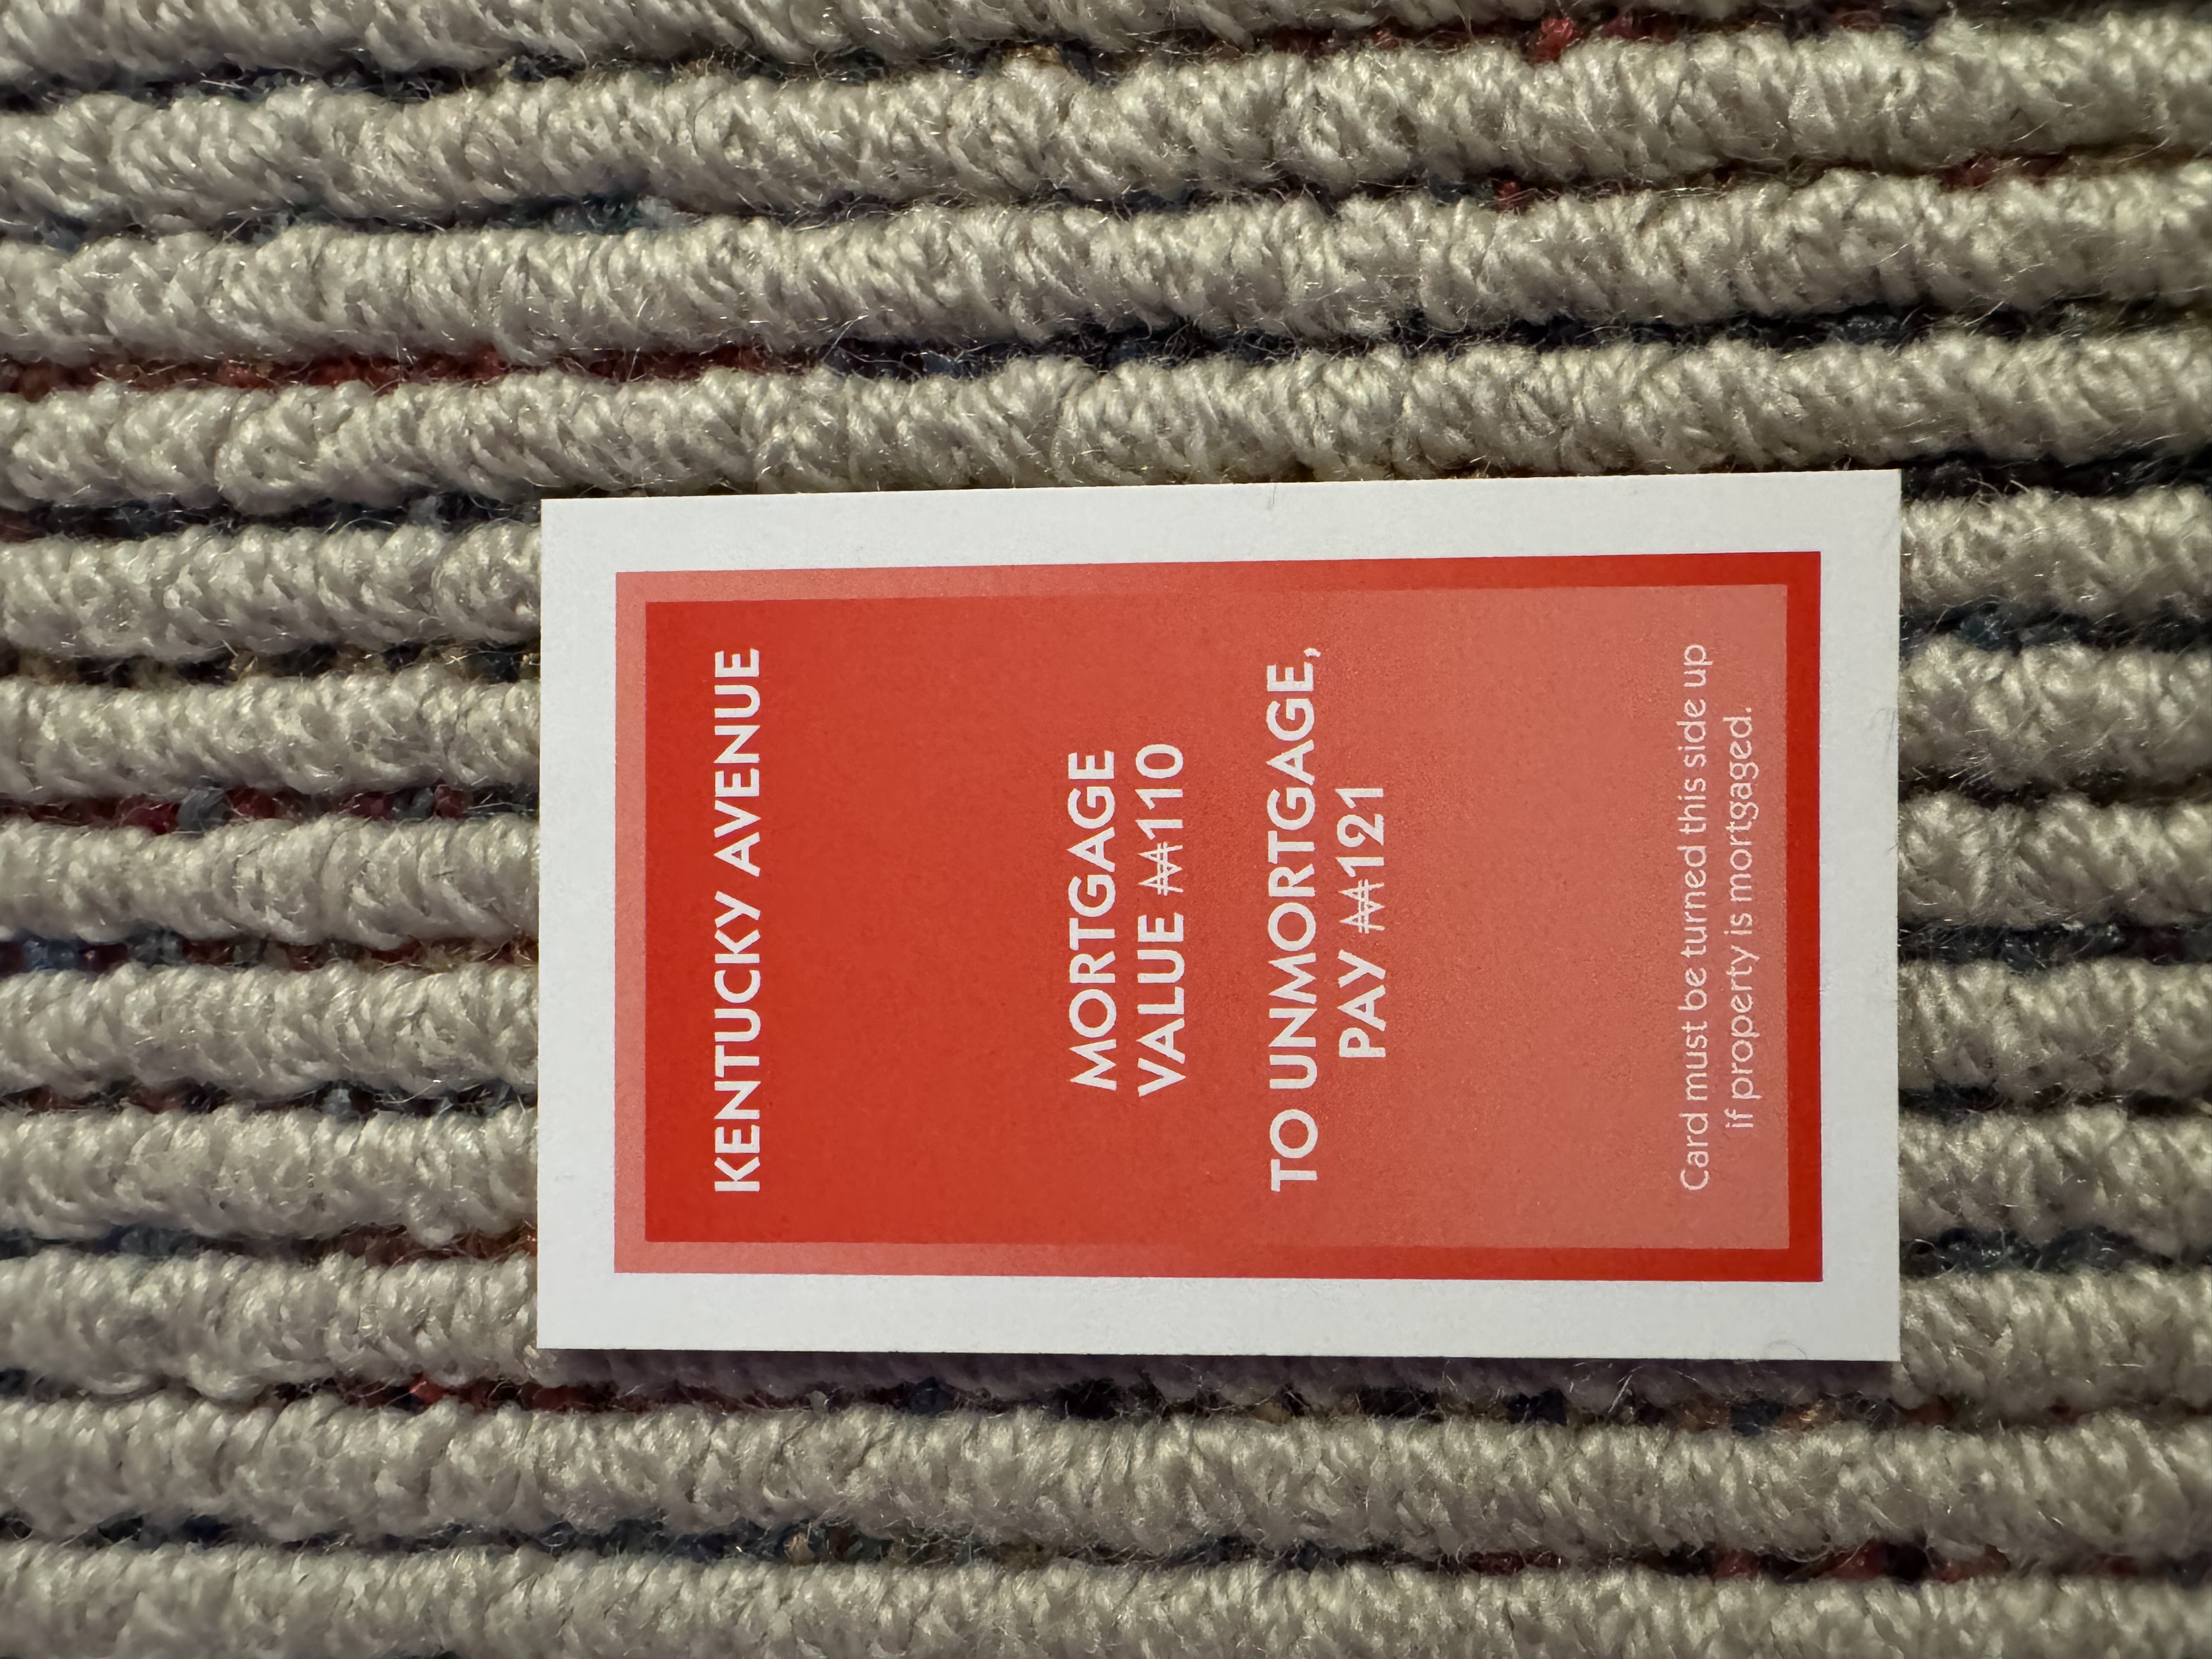 KENTUCKY AVENUE
MORTGAGE
VALUE ₩110
TO UNMORTGAGE,
PAY ₩121
Card must be turned this side up
if property is mortgaged.